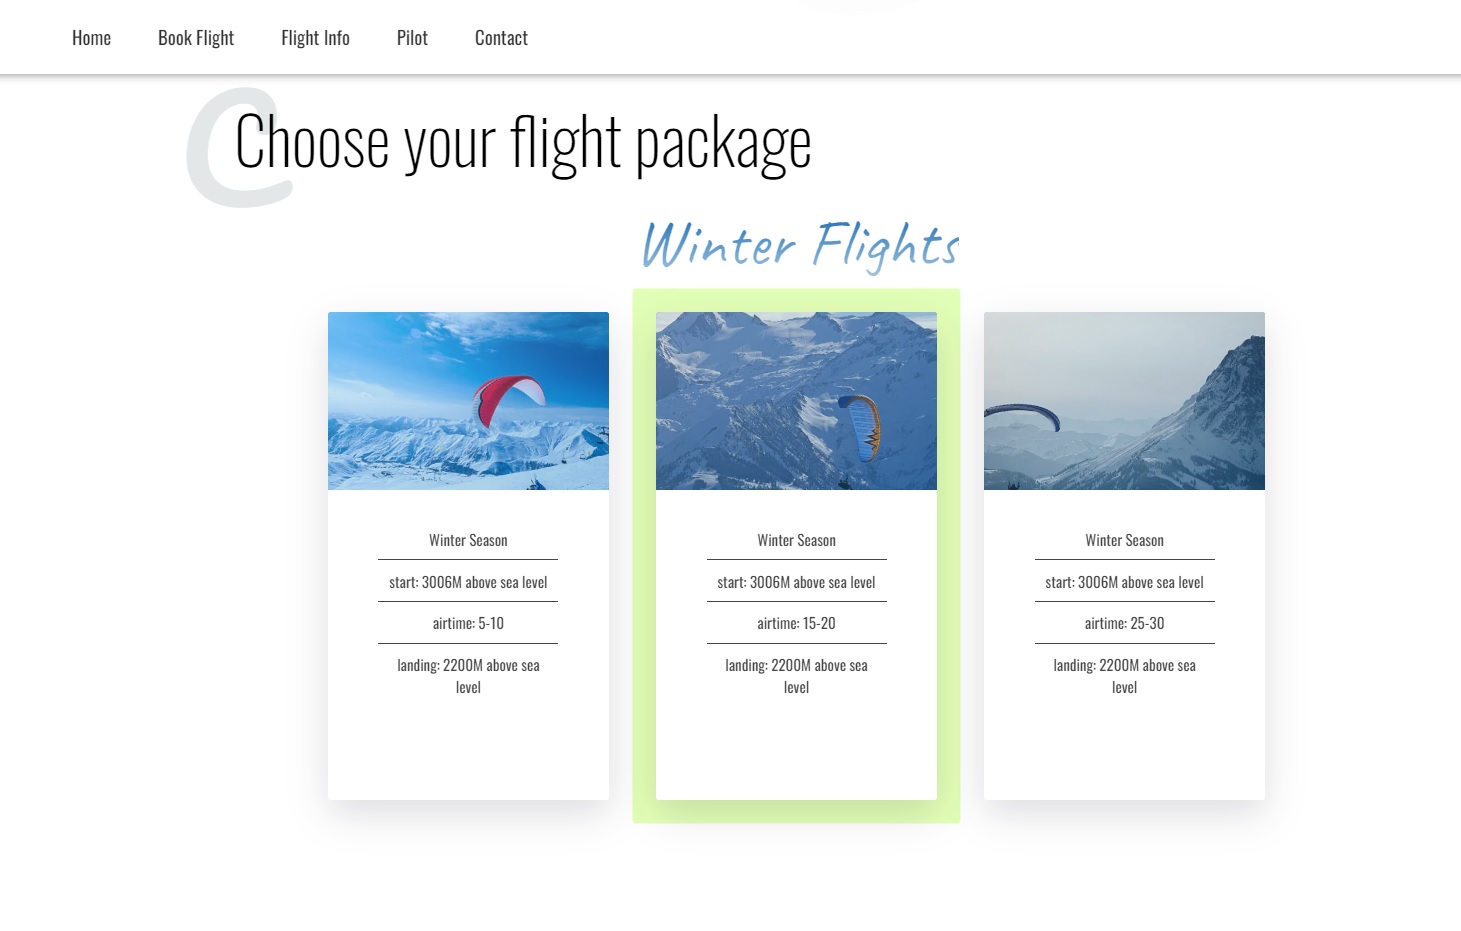 Home Book Flight Flight Info Pilot Contact
C
Choose your flight package
Winter Flights
Winter Season
start: 3006M above sea level
airtime: 5-10
landing: 2200M above sea
level
Winter Season
start: 3006M above sea level
airtime: 15-20
landing: 2200M above sea
level
Winter Season
start: 3006M above sea level
airtime: 25-30
landing: 2200M above sea
level